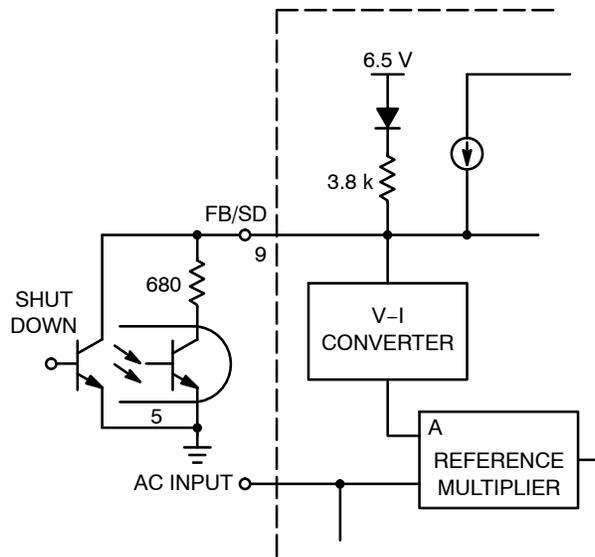 6.5 V
3.8 k
FB/SD
9
680
SHUT
DOWN
V−I
CONVERTER
5
A
REFERENCE
MULTIPLIER
AC INPUT